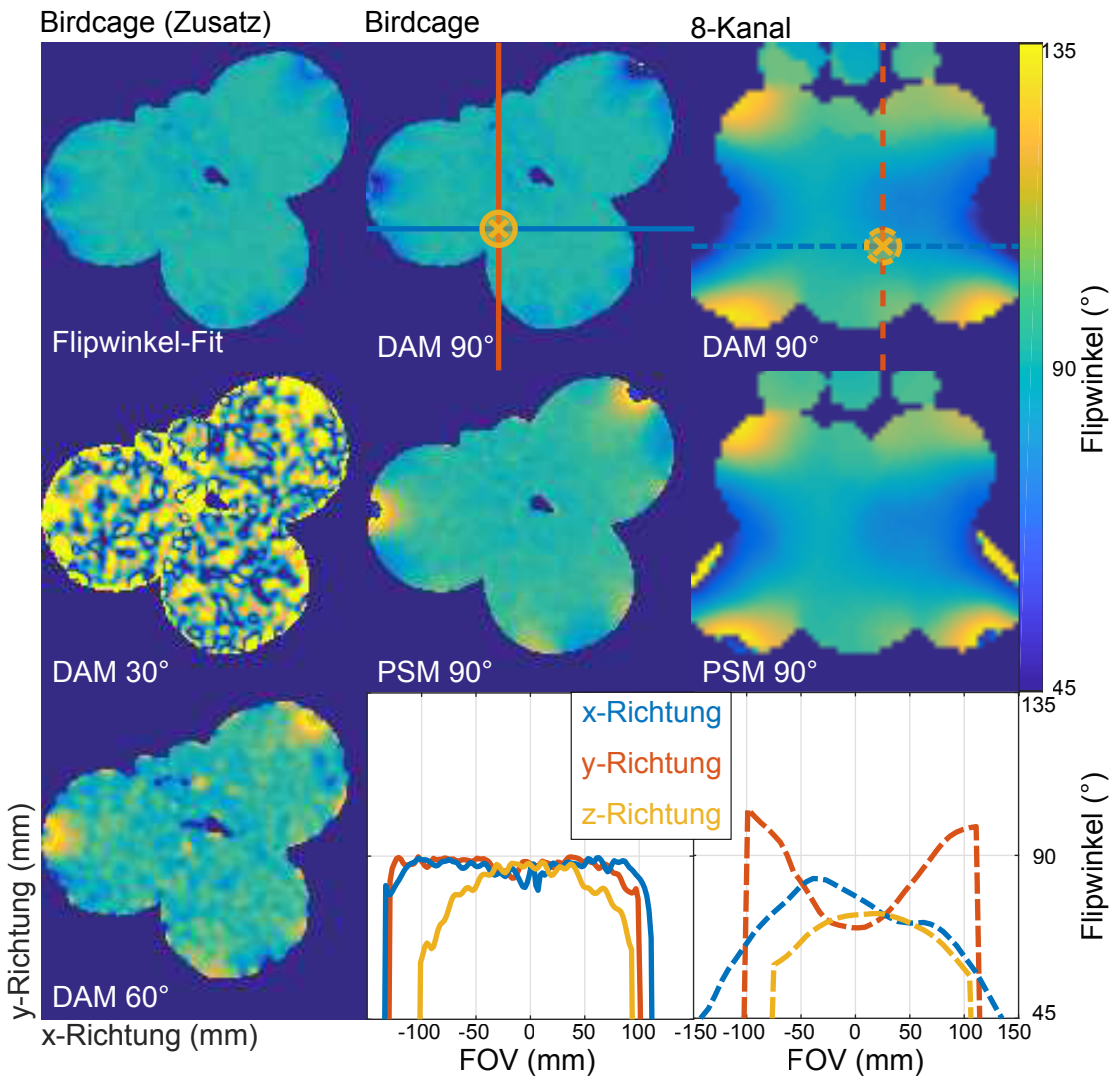 Birdcage (Zusatz)
Birdcage
8-Kanal
135
Flipwinkel-Fit
DAM 90°
DAM 90°
90
Flipwinkel (°)
DAM 30°
PSM 90°
PSM 90°
45
135
x-Richtung
y-Richtung
z-Richtung
90
Flipwinkel (°)
y-Richtung (mm)
DAM 60°
45
x-Richtung (mm)
-100 -50 0 50 100 -150
-100 -50 0 50 100 150
FOV (mm)
FOV (mm)